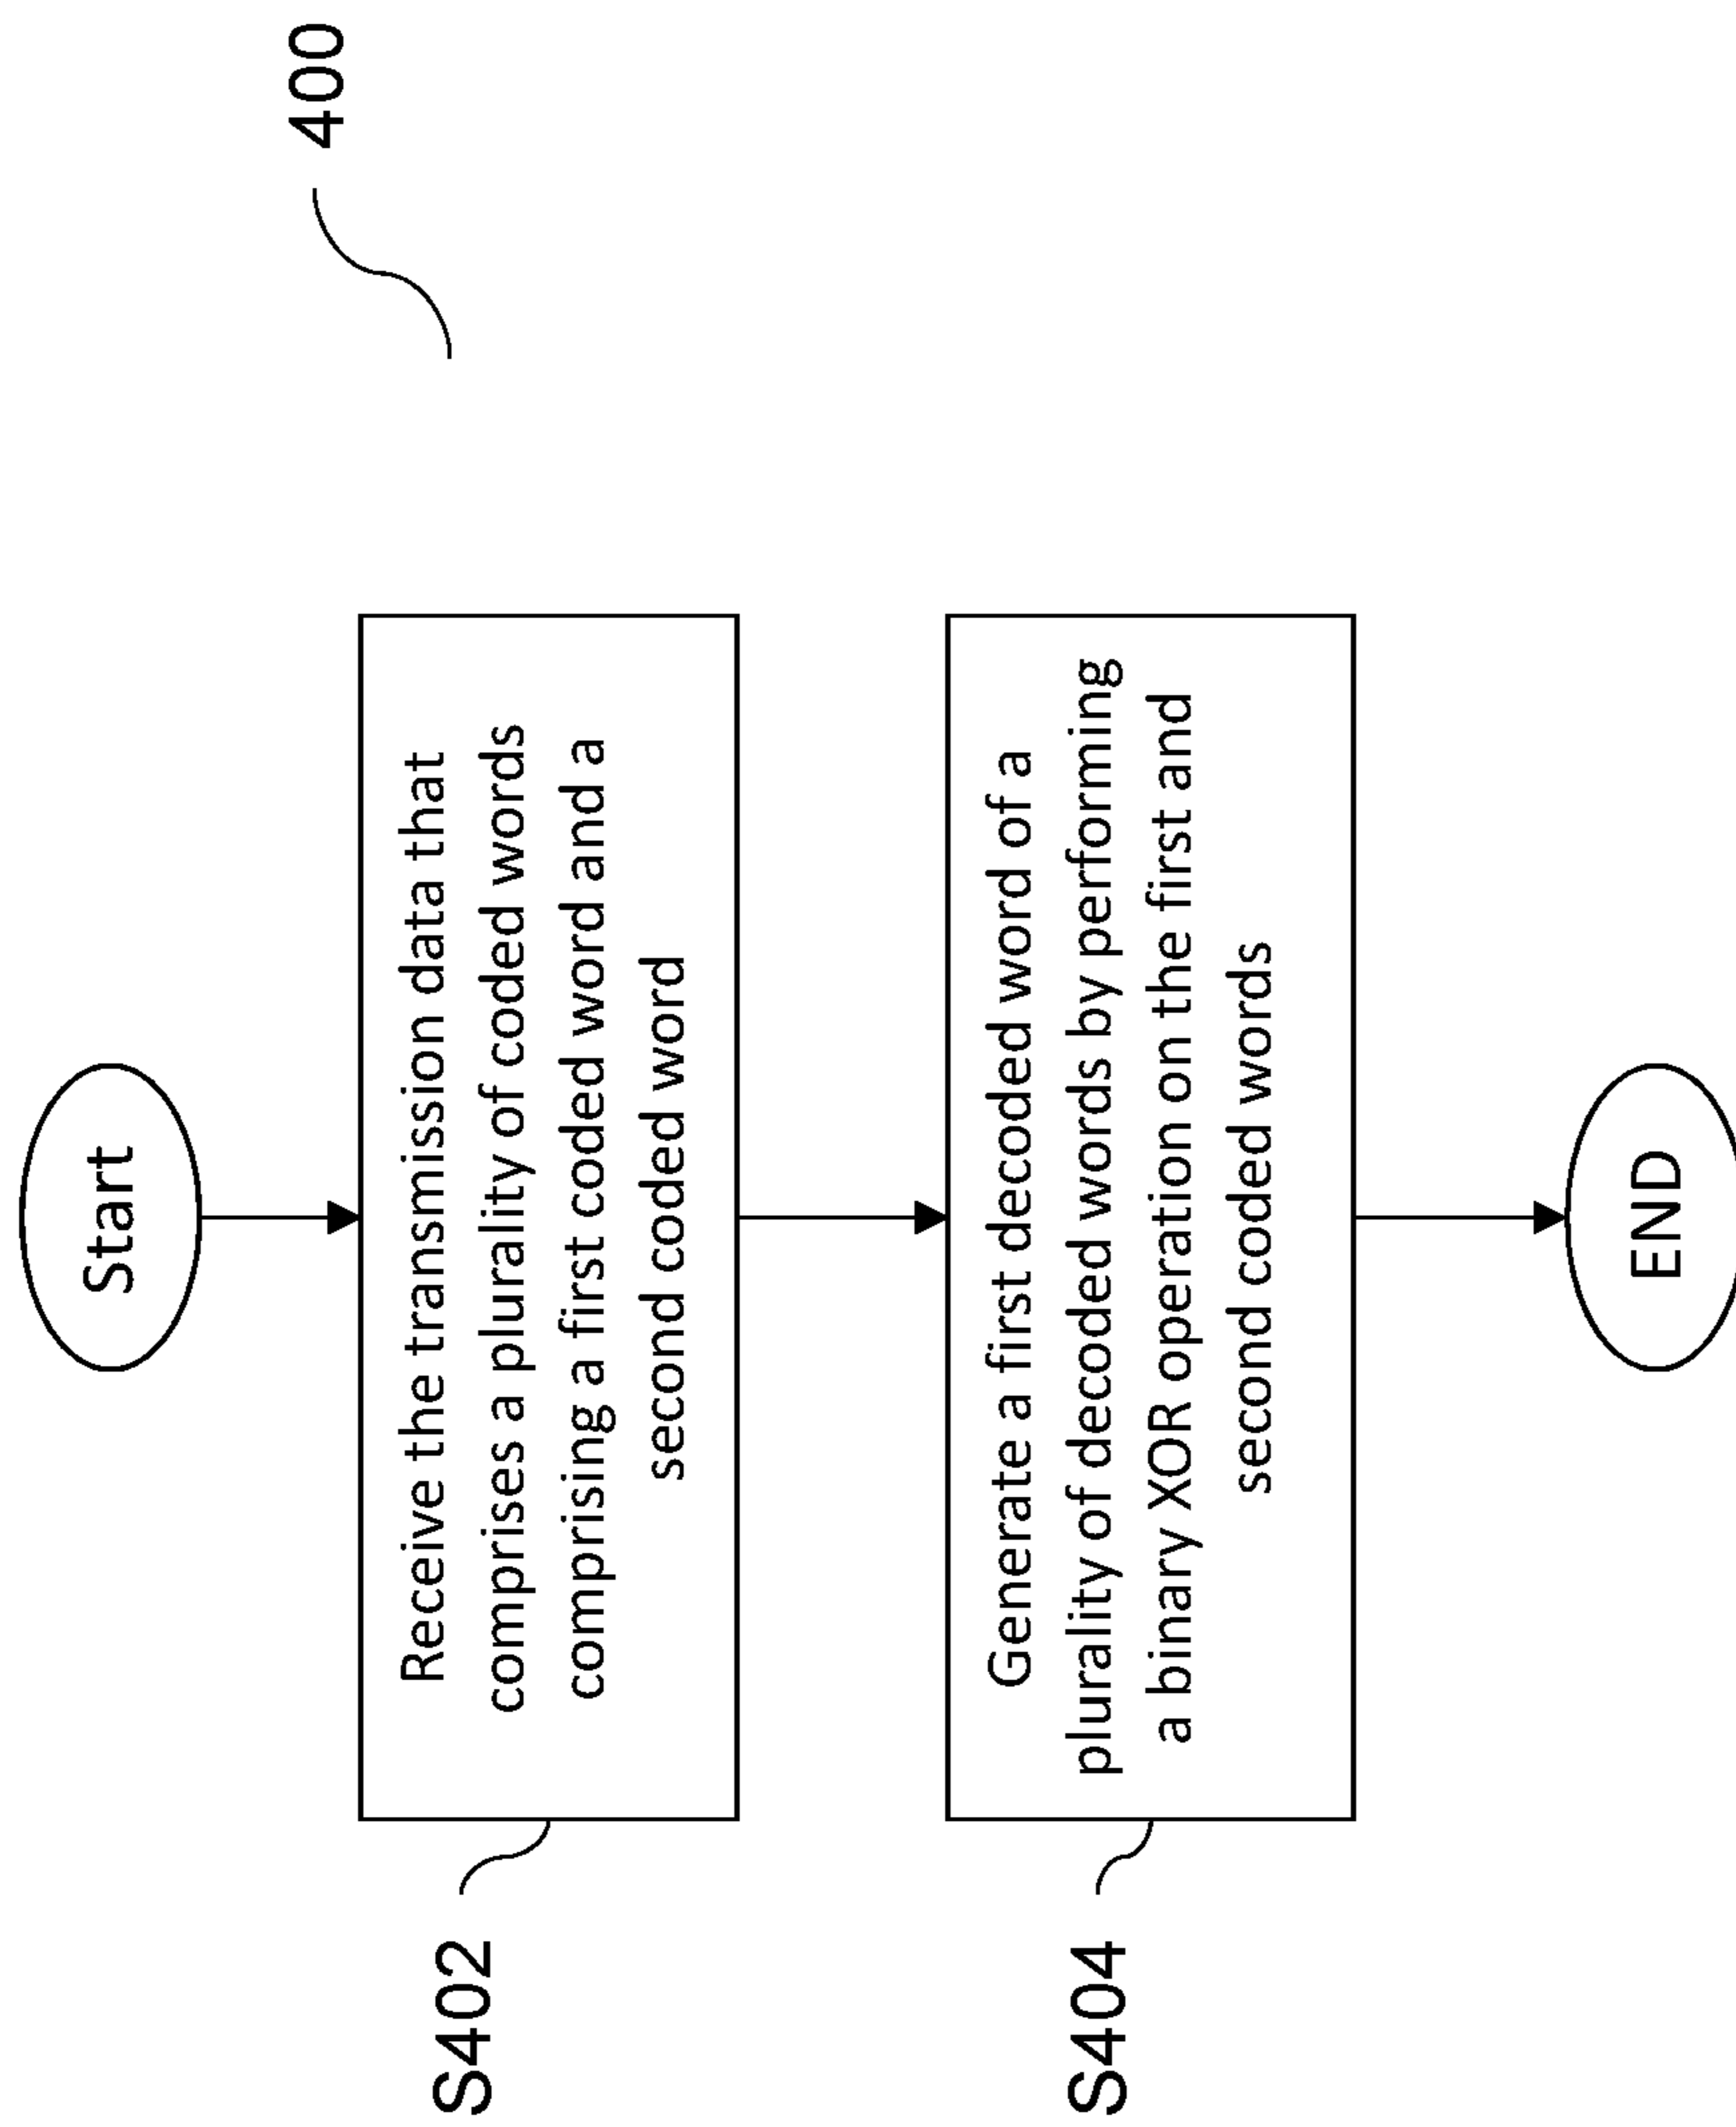 400
Start
S402
Receive the transmission data that
comprises a plurality of coded words
comprising a first coded word and a
second coded word
S404
Generate a first decoded word of a
plurality of decoded words by performing
a binary XOR operation on the first and
second coded words
END